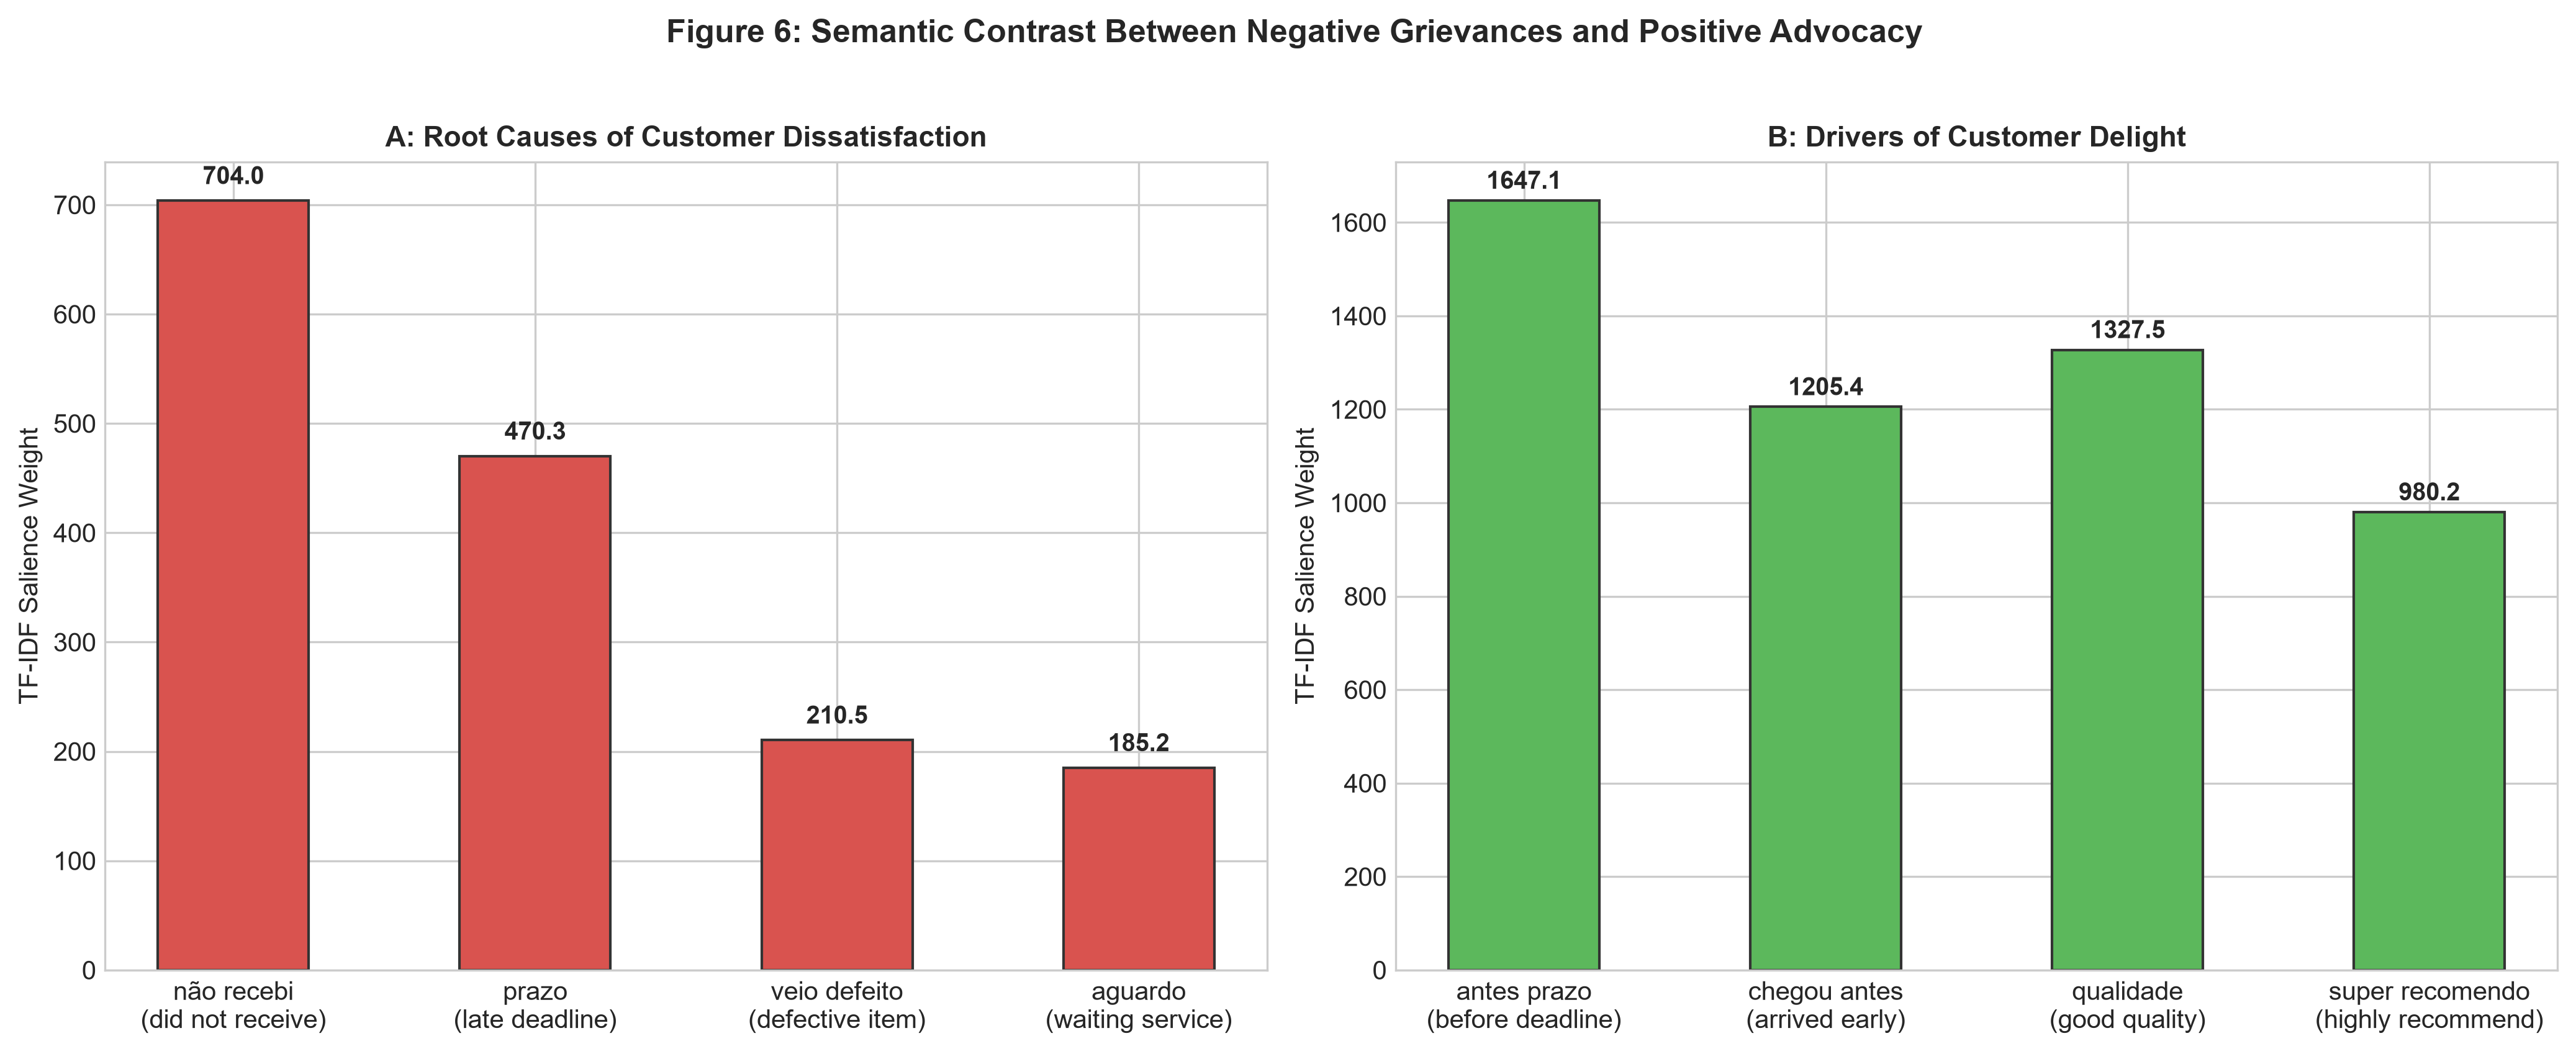 Figure 6: Semantic Contrast Between Negative Grievances and Positive Advocacy
A: Root Causes of Customer Dissatisfaction
TF-IDF Salience Weight
700
600
500
400
300
200
100
0
704.0
470.3
210.5
185.2
não recebi
(did not receive)
prazo
(late deadline)
veio defeito
(defective item)
aguardo
(waiting service)
B: Drivers of Customer Delight
TF-IDF Salience Weight
1600
1400
1200
1000
800
600
400
200
0
1647.1
1205.4
1327.5
980.2
antes prazo
(before deadline)
chegou antes
(arrived early)
qualidade
(good quality)
super recomendo
(highly recommend)